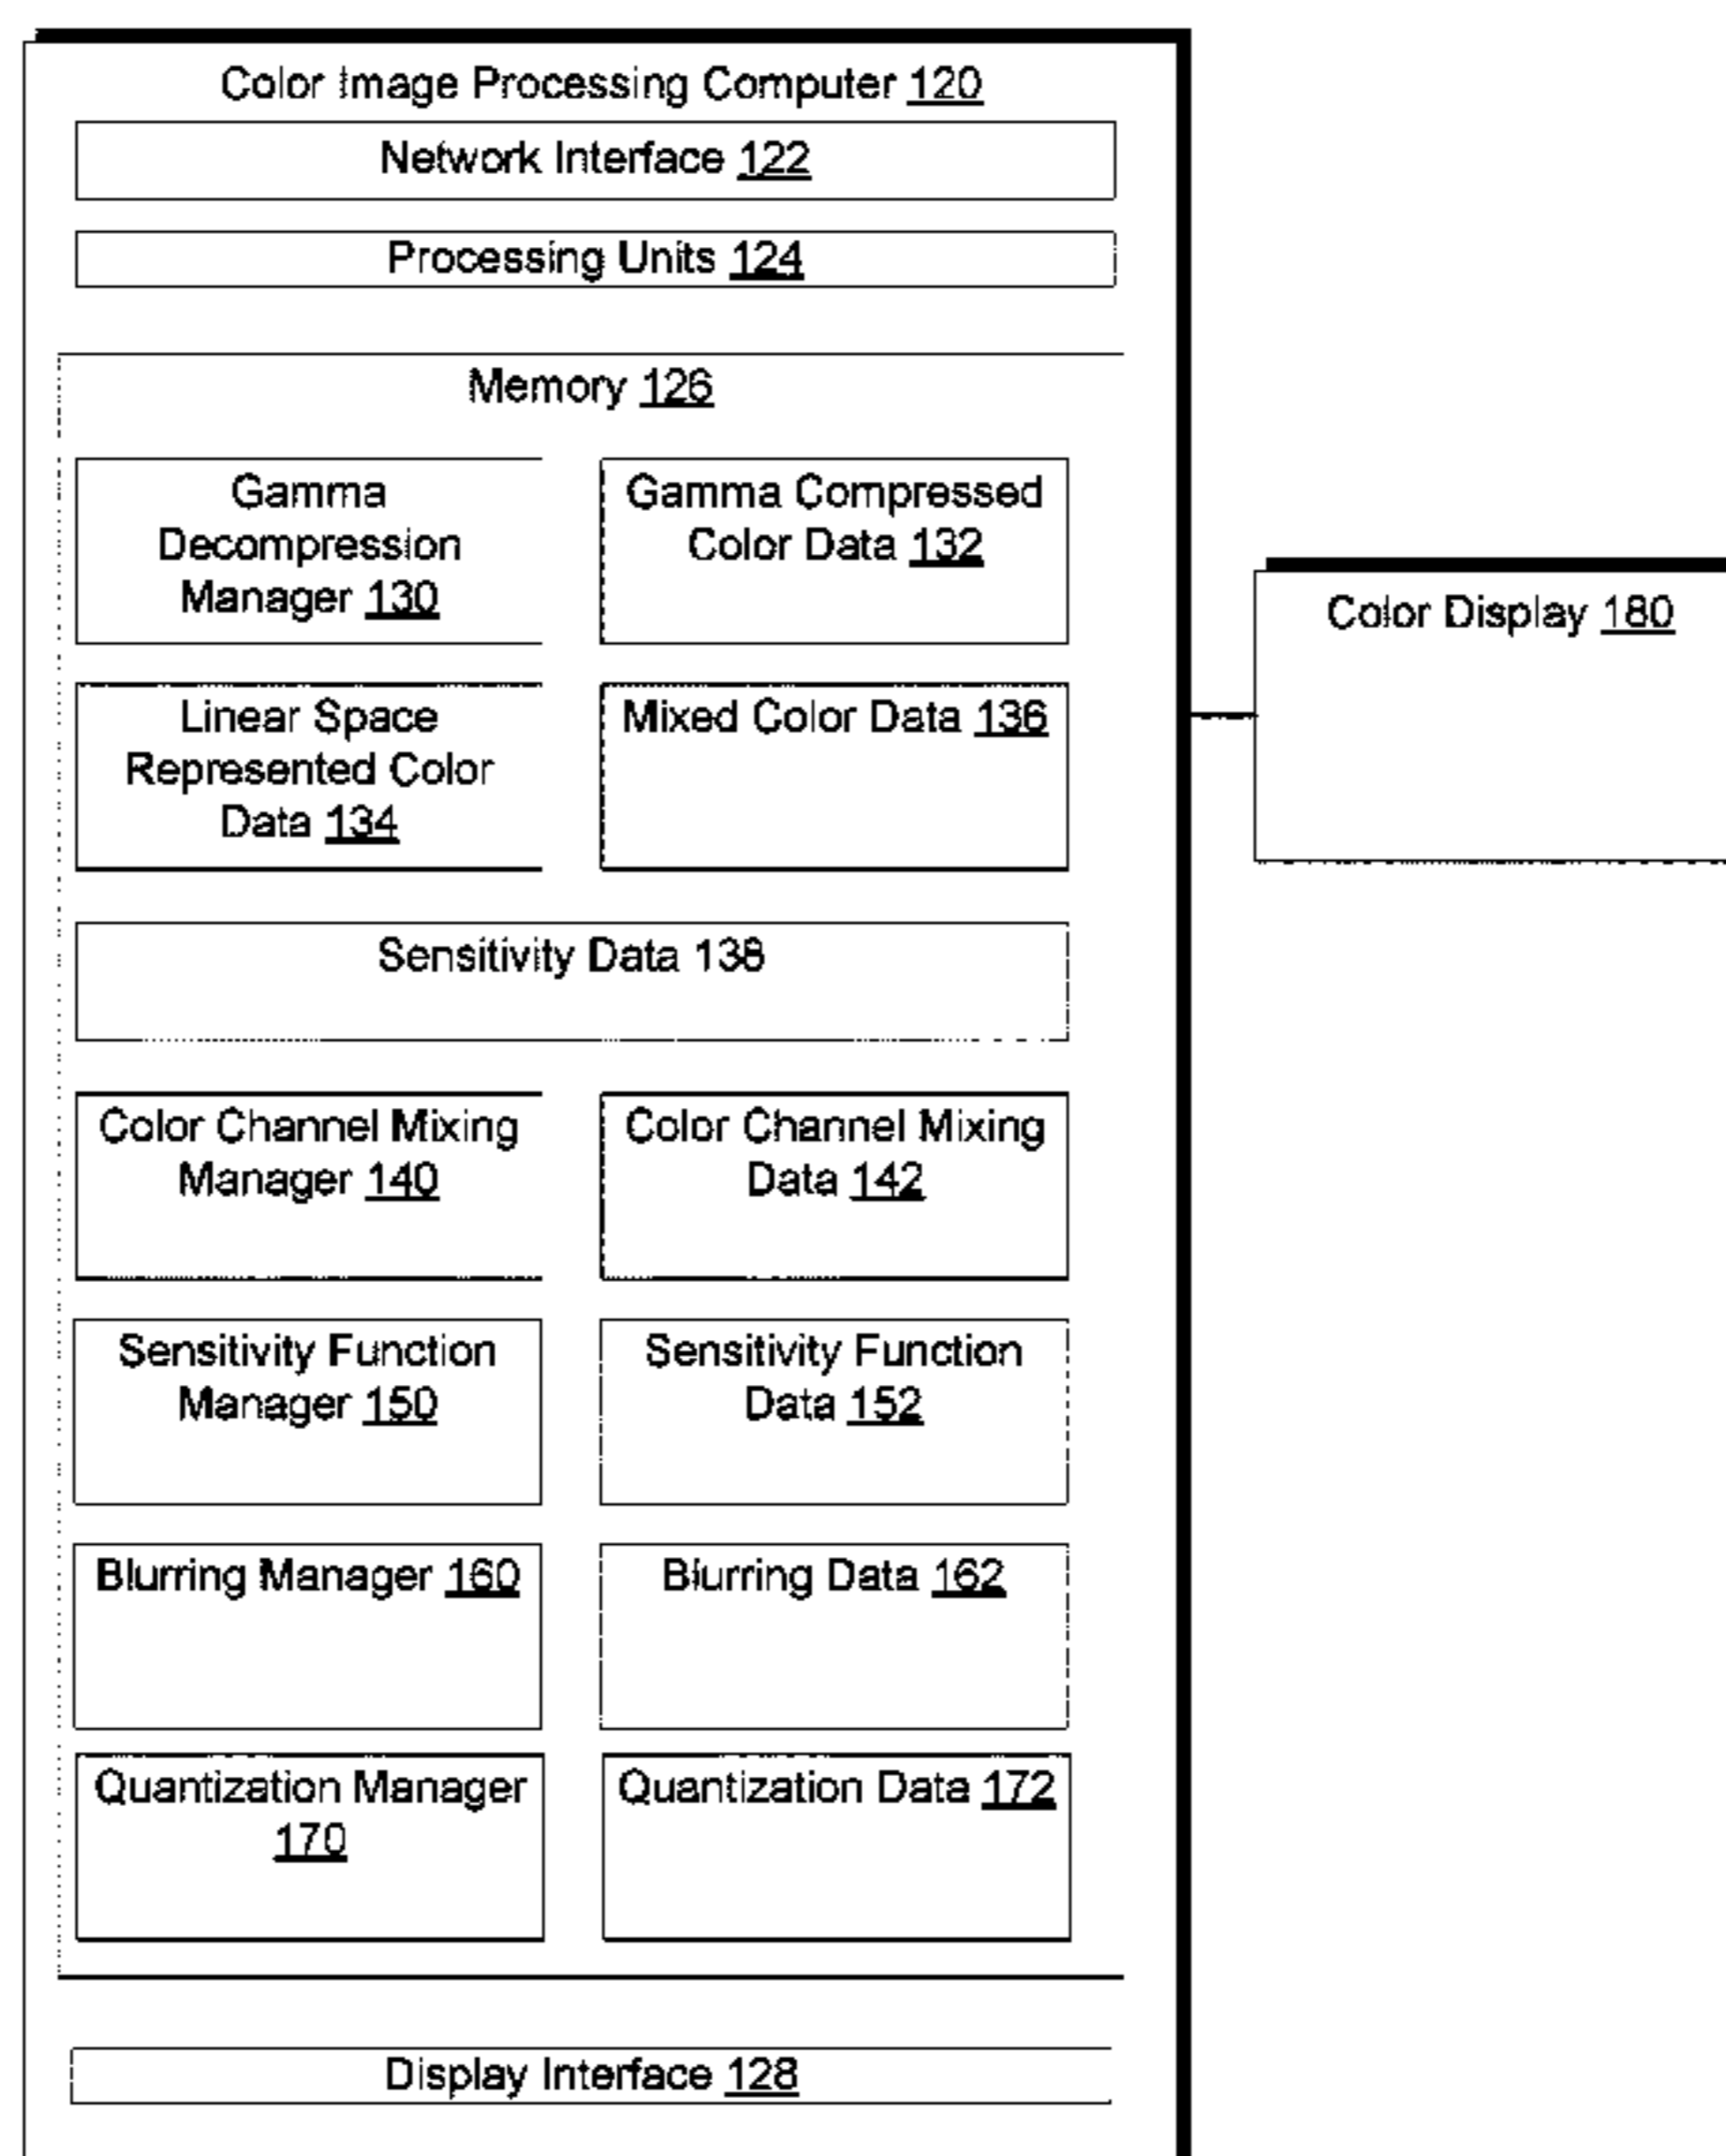 Color Image Processing Computer 120
Network Interface 122
Processing Units 124
Memory 126
Gamma
Decompression
Manager 130
Gamma Compressed
Color Data 132
Linear Space
Represented Color
Data 134
Mixed Color Data 136
Sensitivity Data 138
Color Channel Mixing
Manager 140
Color Channel Mixing
Data 142
Sensitivity Function
Manager 150
Sensitivity Function
Data 152
Blurring Manager 160
Blurring Data 162
Quantization Manager
170
Quantization Data 172
Display Interface 128
Color Display 180